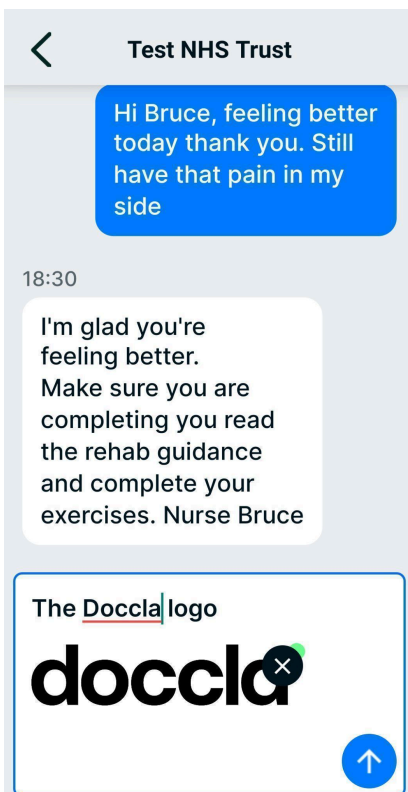 Test NHS Trust
Hi Bruce, feeling better
today thank you. Still
have that pain in my
side
18:30
I'm glad you're
feeling better.
Make sure you are
completing you read
the rehab guidance
and complete your
exercises. Nurse Bruce
The Doccla logo
doccla